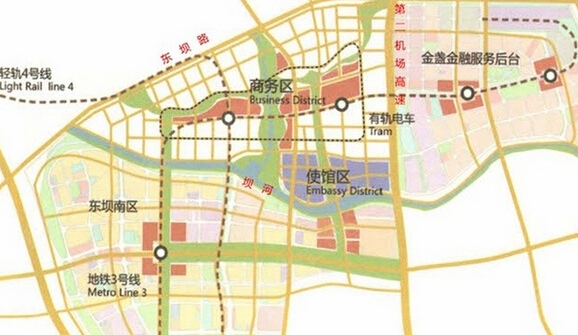 东坝路
第二机场高速
金盏金融服务后台
轻轨4号线
Light Rail line 4
商务区
Business District
有轨电车
Tram
使馆区
Embassy District
坝河
东坝南区
地铁3号线
Metro Line 3